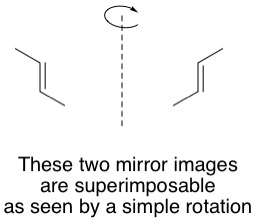 These two mirror images
are superimposable
as seen by a simple rotation